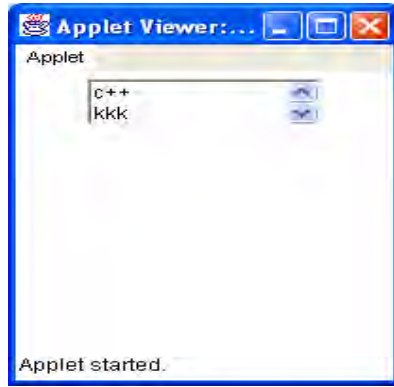 Applet Viewer:...
Applet
c++
kkk
Applet started.